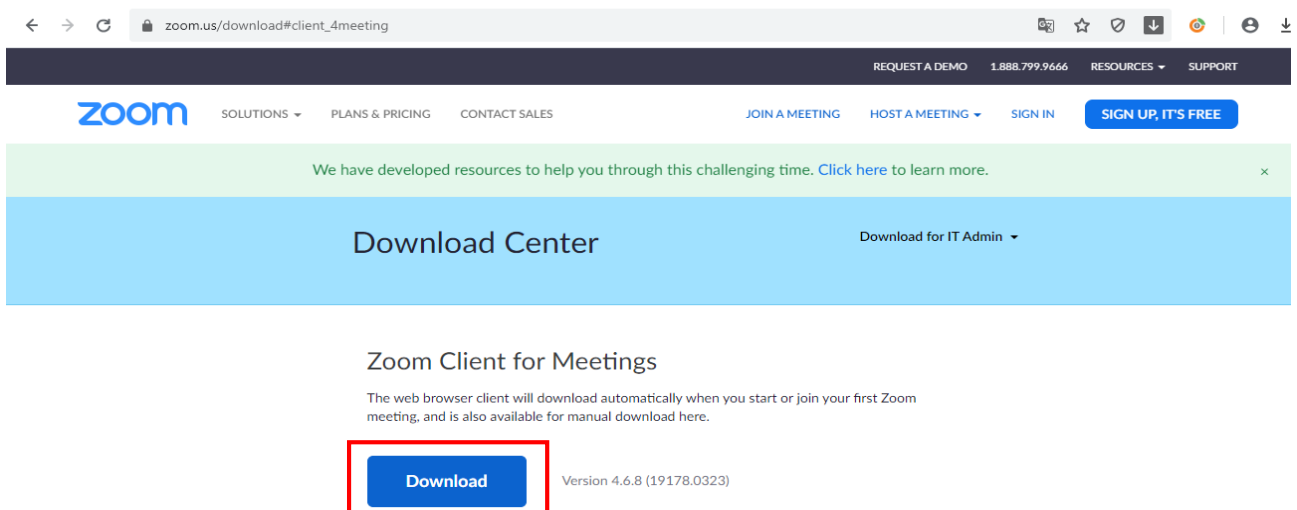 zoom.us/download#client_4meeting
REQUEST A DEMO 1.888.799.9666 RESOURCES SUPPORT
zoom SOLUTIONS PLANS & PRICING CONTACT SALES JOIN A MEETING HOST A MEETING SIGN IN SIGN UP, IT'S FREE
We have developed resources to help you through this challenging time. Click here to learn more. ×
Download Center Download for IT Admin
Zoom Client for Meetings
The web browser client will download automatically when you start or join your first Zoom
meeting, and is also available for manual download here.
Download Version 4.6.8 (19178.0323)